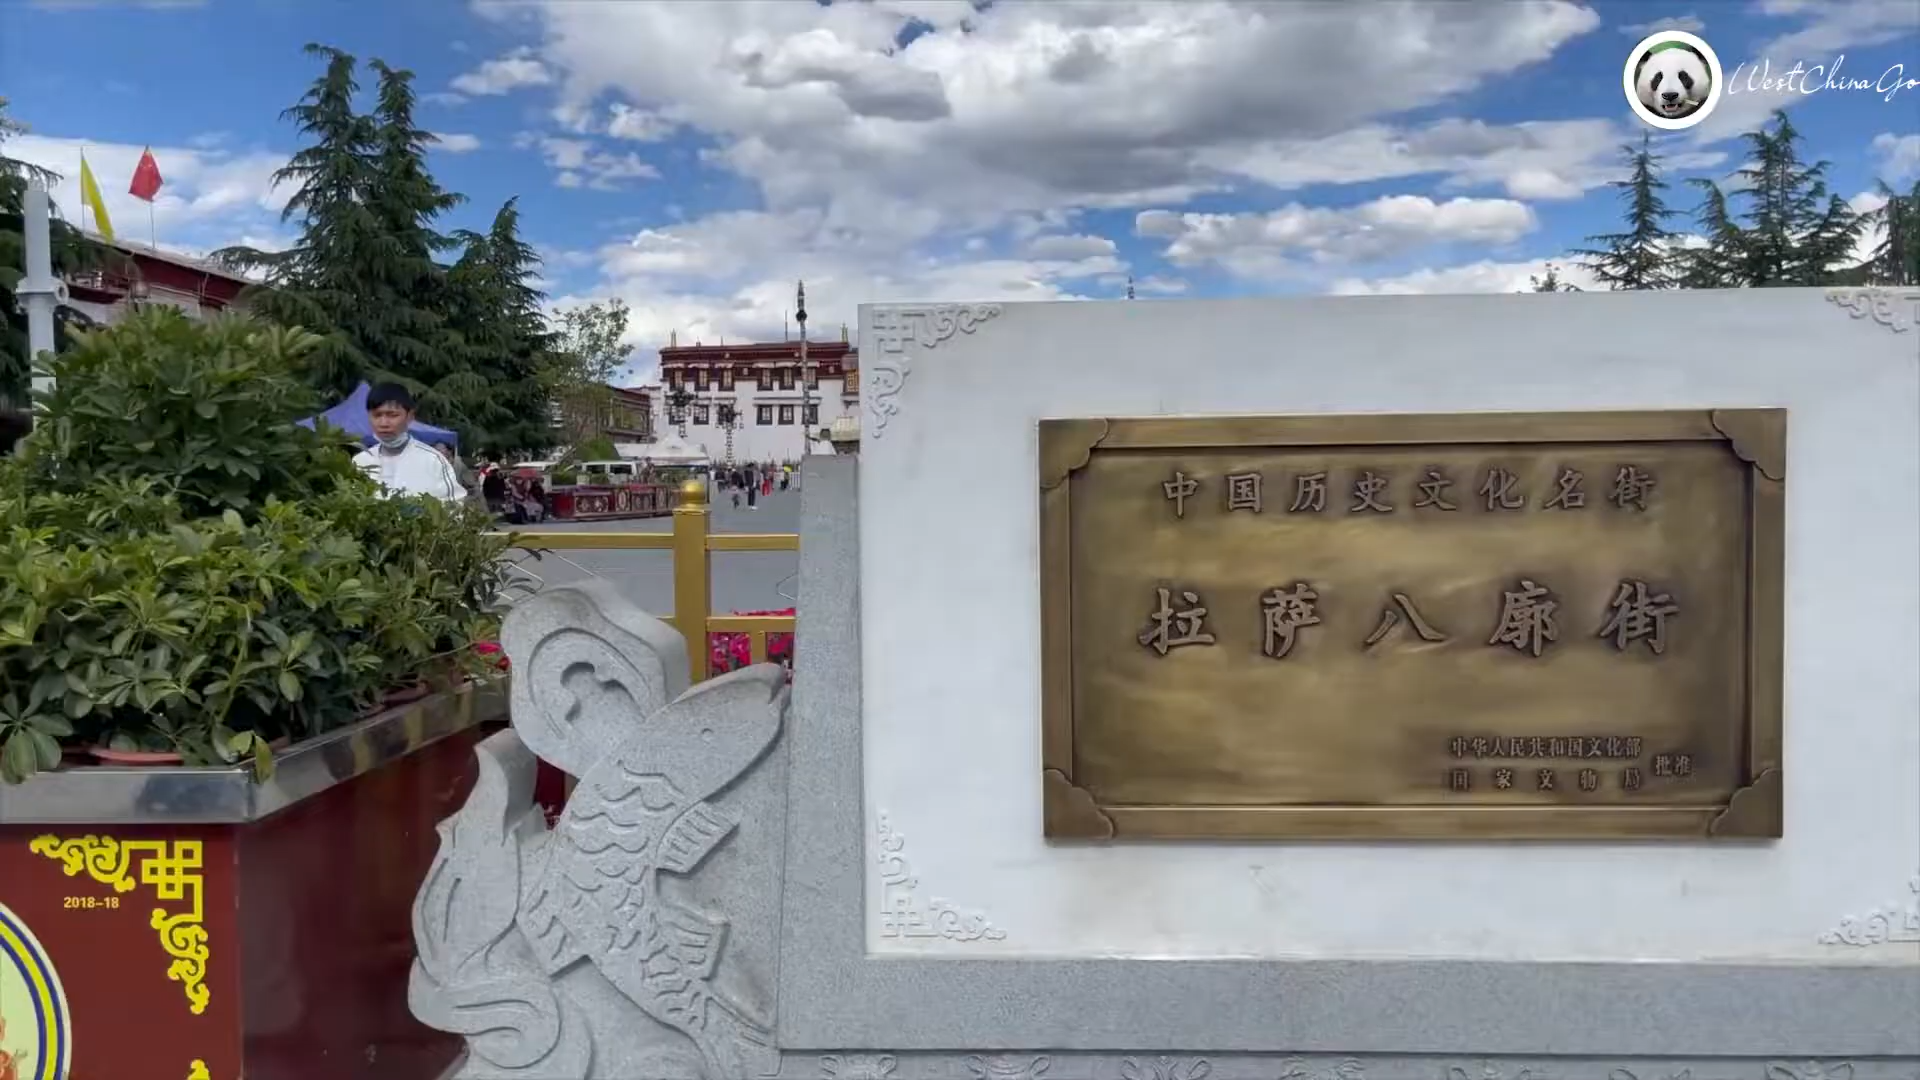 WestChinaGo
中国历史文化名街
拉萨八廓街
中华人民共和国文化部
国家文物局
批准
2018-18